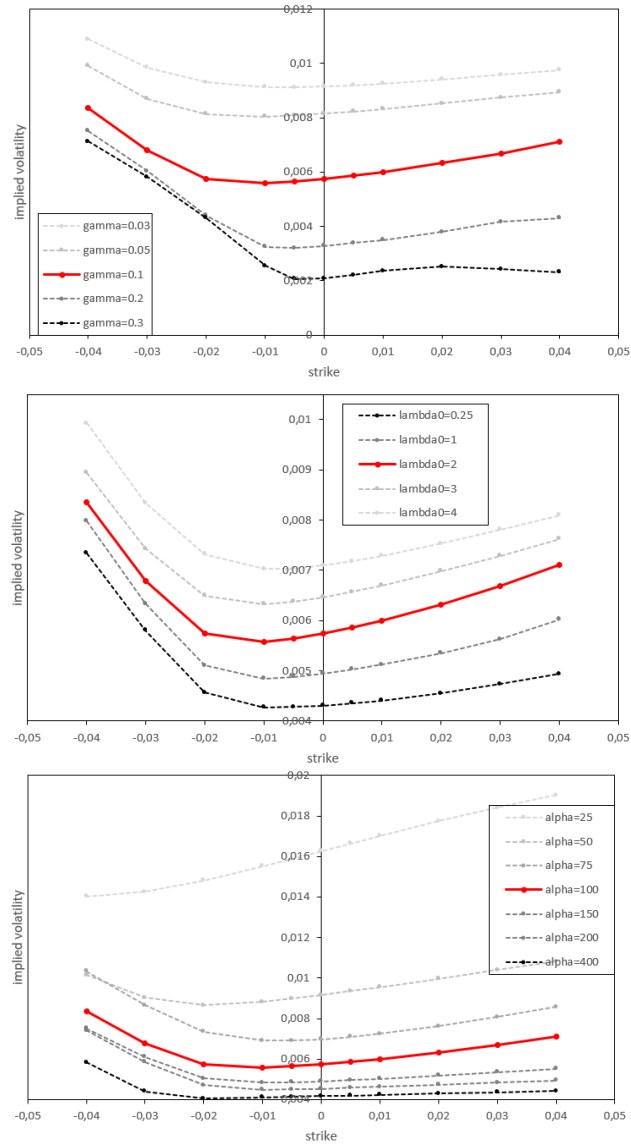 0,012
0,01
0,008
0,006
0,004
0,002
0
implied volatility
gamma=0.03
gamma=0.05
gamma=0.1
gamma=0.2
gamma=0.3
-0,05 -0,04 -0,03 -0,02 -0,01 0 0,01 0,02 0,03 0,04 0,05
strike
0,01
0,009
0,008
0,007
0,006
0,005
0,004
implied volatility
lambda0=0.25
lambda0=1
lambda0=2
lambda0=3
lambda0=4
-0,05 -0,04 -0,03 -0,02 -0,01 0 0,01 0,02 0,03 0,04 0,05
strike
0,02
0,018
0,016
0,014
0,012
0,01
0,008
0,006
0,004
implied volatility
alpha=25
alpha=50
alpha=75
alpha=100
alpha=150
alpha=200
alpha=400
-0,05 -0,04 -0,03 -0,02 -0,01 0 0,01 0,02 0,03 0,04 0,05
strike